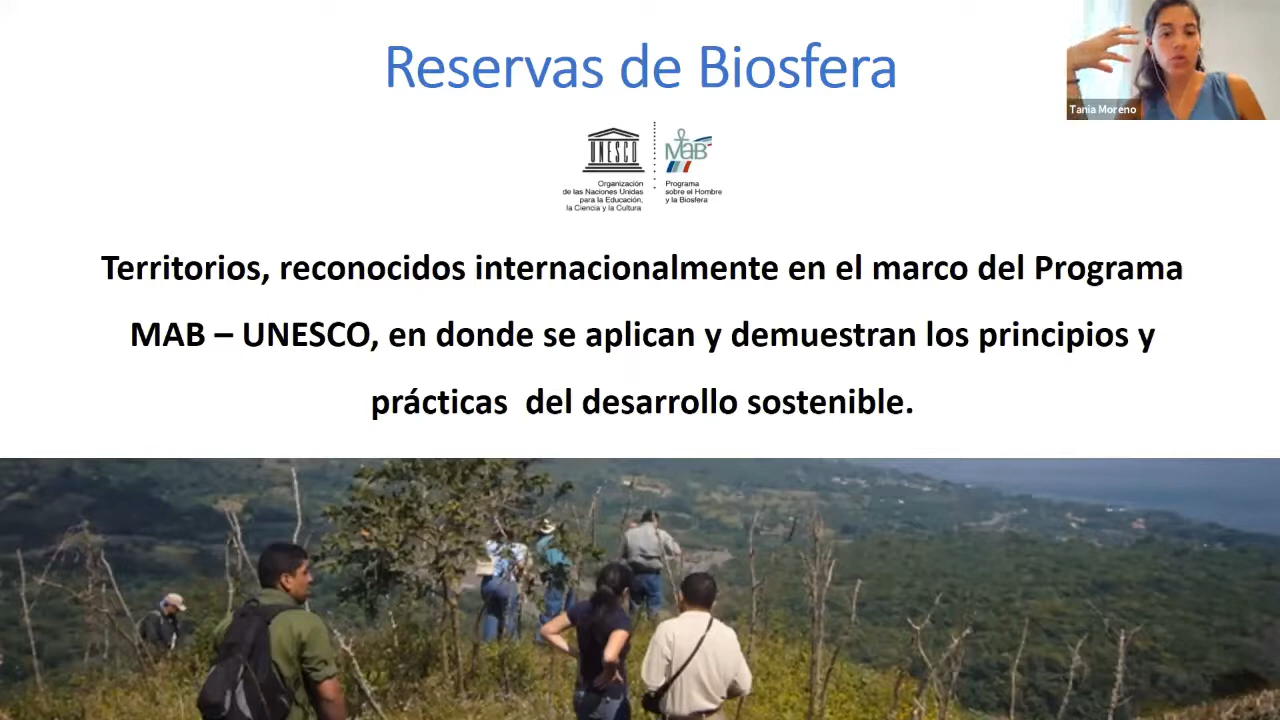 Reservas de Biosfera
Tania Moreno
UNESCO
MaB
Organización
de las Naciones Unidas
para la Educación,
la Ciencia y la Cultura
Programa
sobre el Hombre
y la Biosfera
Territorios, reconocidos internacionalmente en el marco del Programa
MAB – UNESCO, en donde se aplican y demuestran los principios y
prácticas del desarrollo sostenible.